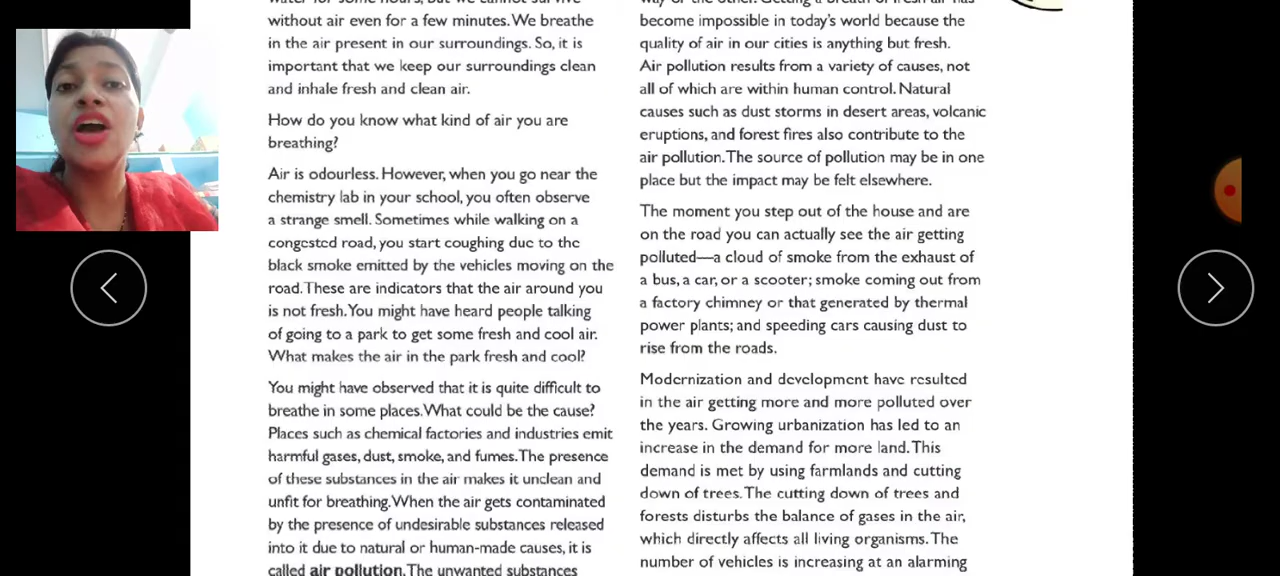 water for some hours, but we cannot survive
without air even for a few minutes. We breathe
in the air present in our surroundings. So, it is
important that we keep our surroundings clean
and inhale fresh and clean air.
How do you know what kind of air you are
breathing?
Air is odourless. However, when you go near the
chemistry lab in your school, you often observe
a strange smell. Sometimes while walking on a
congested road, you start coughing due to the
black smoke emitted by the vehicles moving on the
road. These are indicators that the air around you
is not fresh. You might have heard people talking
of going to a park to get some fresh and cool air.
What makes the air in the park fresh and cool?
You might have observed that it is quite difficult to
breathe in some places. What could be the cause?
Places such as chemical factories and industries emit
harmful gases, dust, smoke, and fumes. The presence
of these substances in the air makes it unclean and
unfit for breathing. When the air gets contaminated
by the presence of undesirable substances released
into it due to natural or human-made causes, it is
called air pollution. The unwanted substances
way or the other. Getting a breath of fresh air has
become impossible in today's world because the
quality of air in our cities is anything but fresh.
Air pollution results from a variety of causes, not
all of which are within human control. Natural
causes such as dust storms in desert areas, volcanic
eruptions, and forest fires also contribute to the
air pollution. The source of pollution may be in one
place but the impact may be felt elsewhere.
The moment you step out of the house and are
on the road you can actually see the air getting
polluted—a cloud of smoke from the exhaust of
a bus, a car, or a scooter; smoke coming out from
a factory chimney or that generated by thermal
power plants; and speeding cars causing dust to
rise from the roads.
Modernization and development have resulted
in the air getting more and more polluted over
the years. Growing urbanization has led to an
increase in the demand for more land. This
demand is met by using farmlands and cutting
down of trees. The cutting down of trees and
forests disturbs the balance of gases in the air,
which directly affects all living organisms. The
number of vehicles is increasing at an alarming